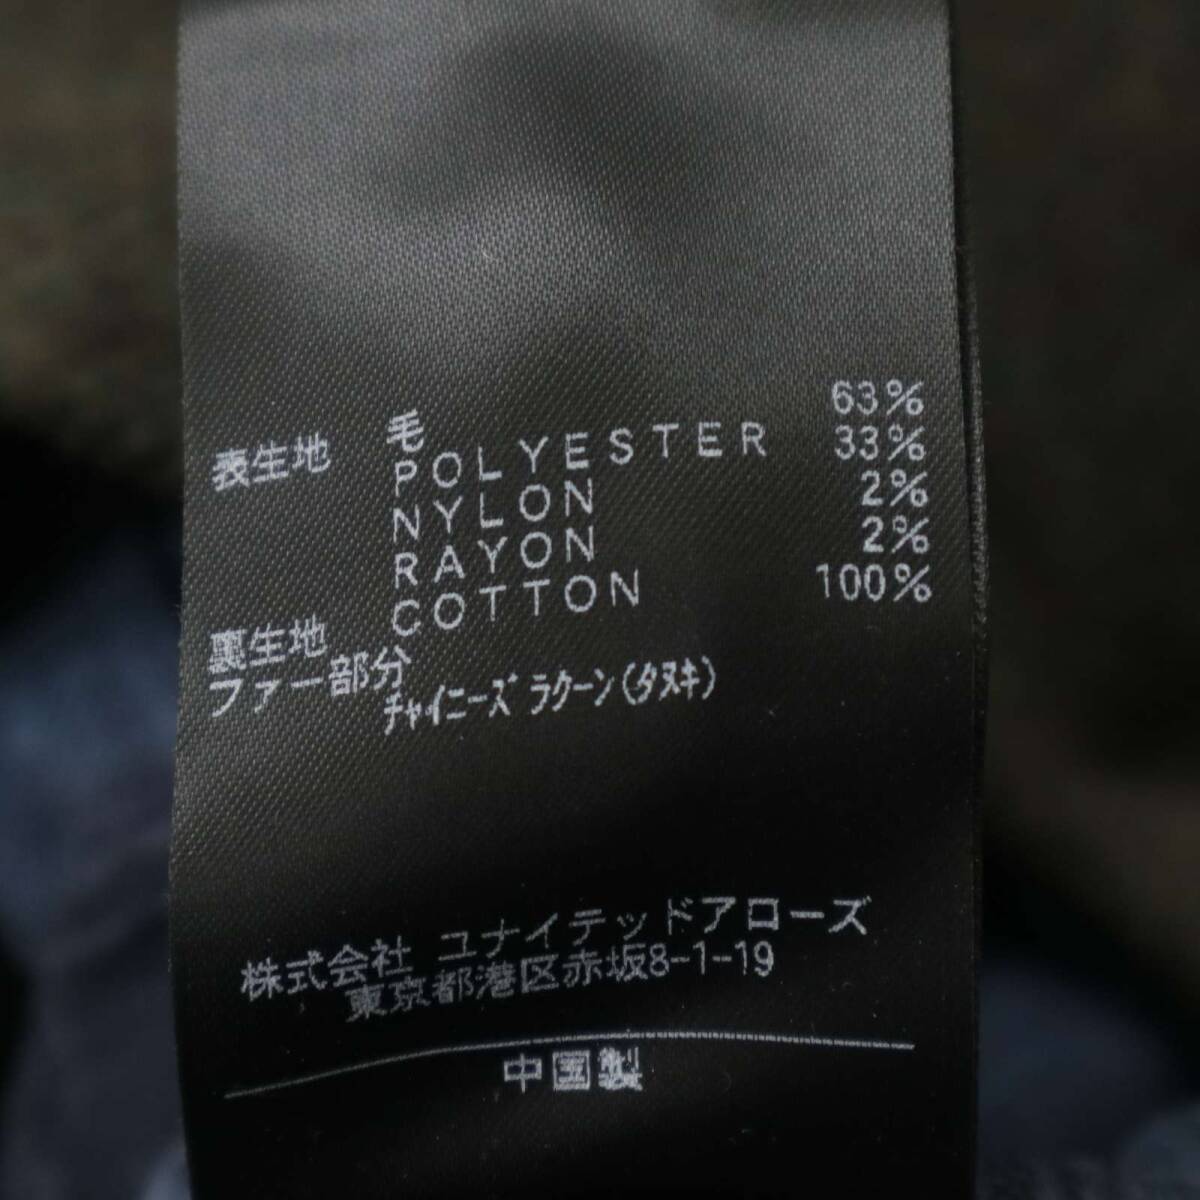 表生地 毛 63%
POLYESTER 33%
NYLON 2%
RAYON 2%
裏生地 COTTON 100%
ファー部分 チャイニーズ ラクーン(タヌキ)
株式会社 ユナイテッドアローズ
東京都港区赤坂8-1-19
中国製